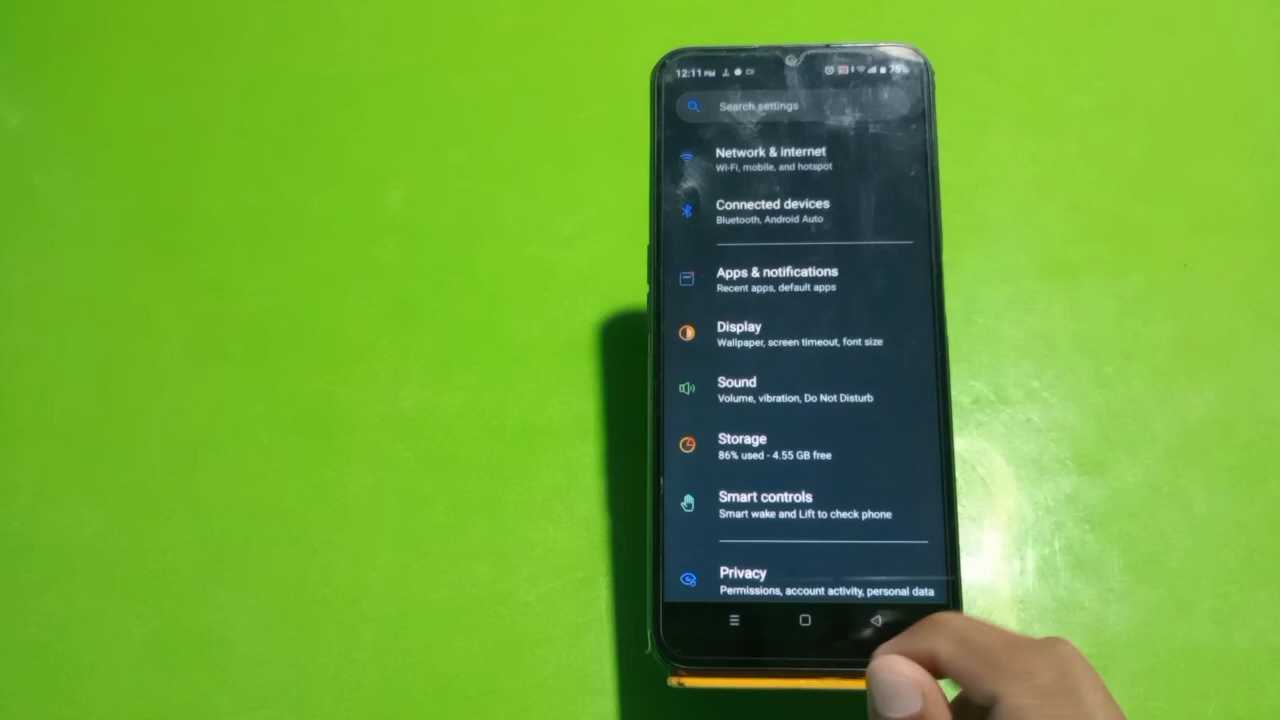 12:11 PM
75%
Search settings
Network & internet
Wi-Fi, mobile, and hotspot
Connected devices
Bluetooth, Android Auto
Apps & notifications
Recent apps, default apps
Display
Wallpaper, screen timeout, font size
Sound
Volume, vibration, Do Not Disturb
Storage
86% used - 4.55 GB free
Smart controls
Smart wake and Lift to check phone
Privacy
Permissions, account activity, personal data